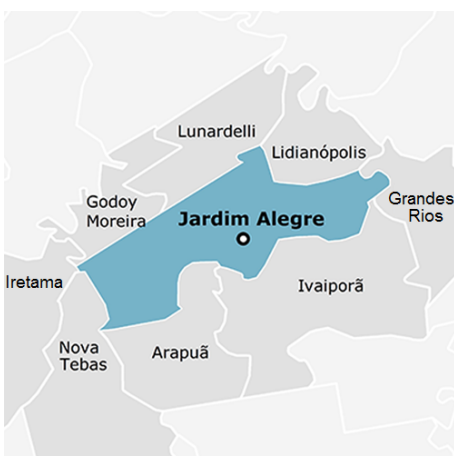 Lunardelli
Lidianópolis
Godoy
Moreira
Grandes
Rios
Jardim Alegre
Iretama
Ivaiporã
Nova
Tebas
Arapuã